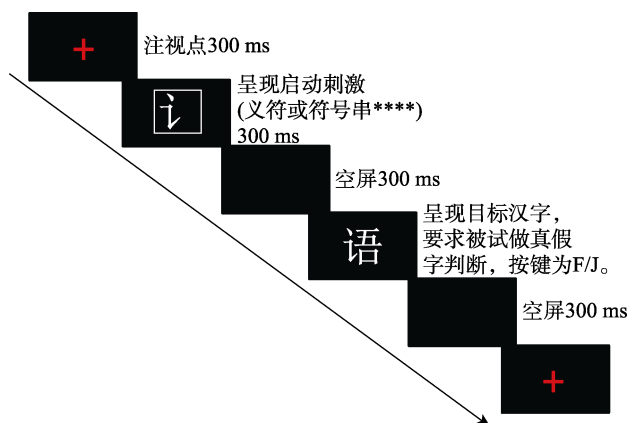 注视点300 ms
讠
呈现启动刺激
(义符或符号串****)
300 ms
空屏300 ms
语
呈现目标汉字，
要求被试做真假
字判断，按键为F/J。
空屏300 ms